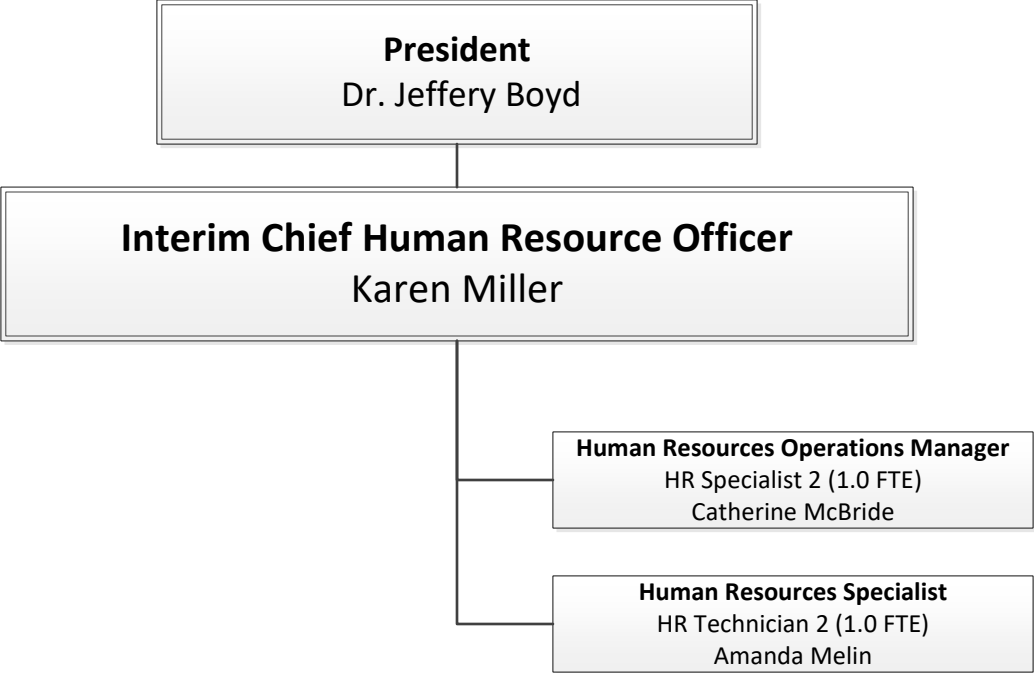 President
Dr. Jeffery Boyd
Interim Chief Human Resource Officer
Karen Miller
Human Resources Operations Manager
HR Specialist 2 (1.0 FTE)
Catherine McBride
Human Resources Specialist
HR Technician 2 (1.0 FTE)
Amanda Melin